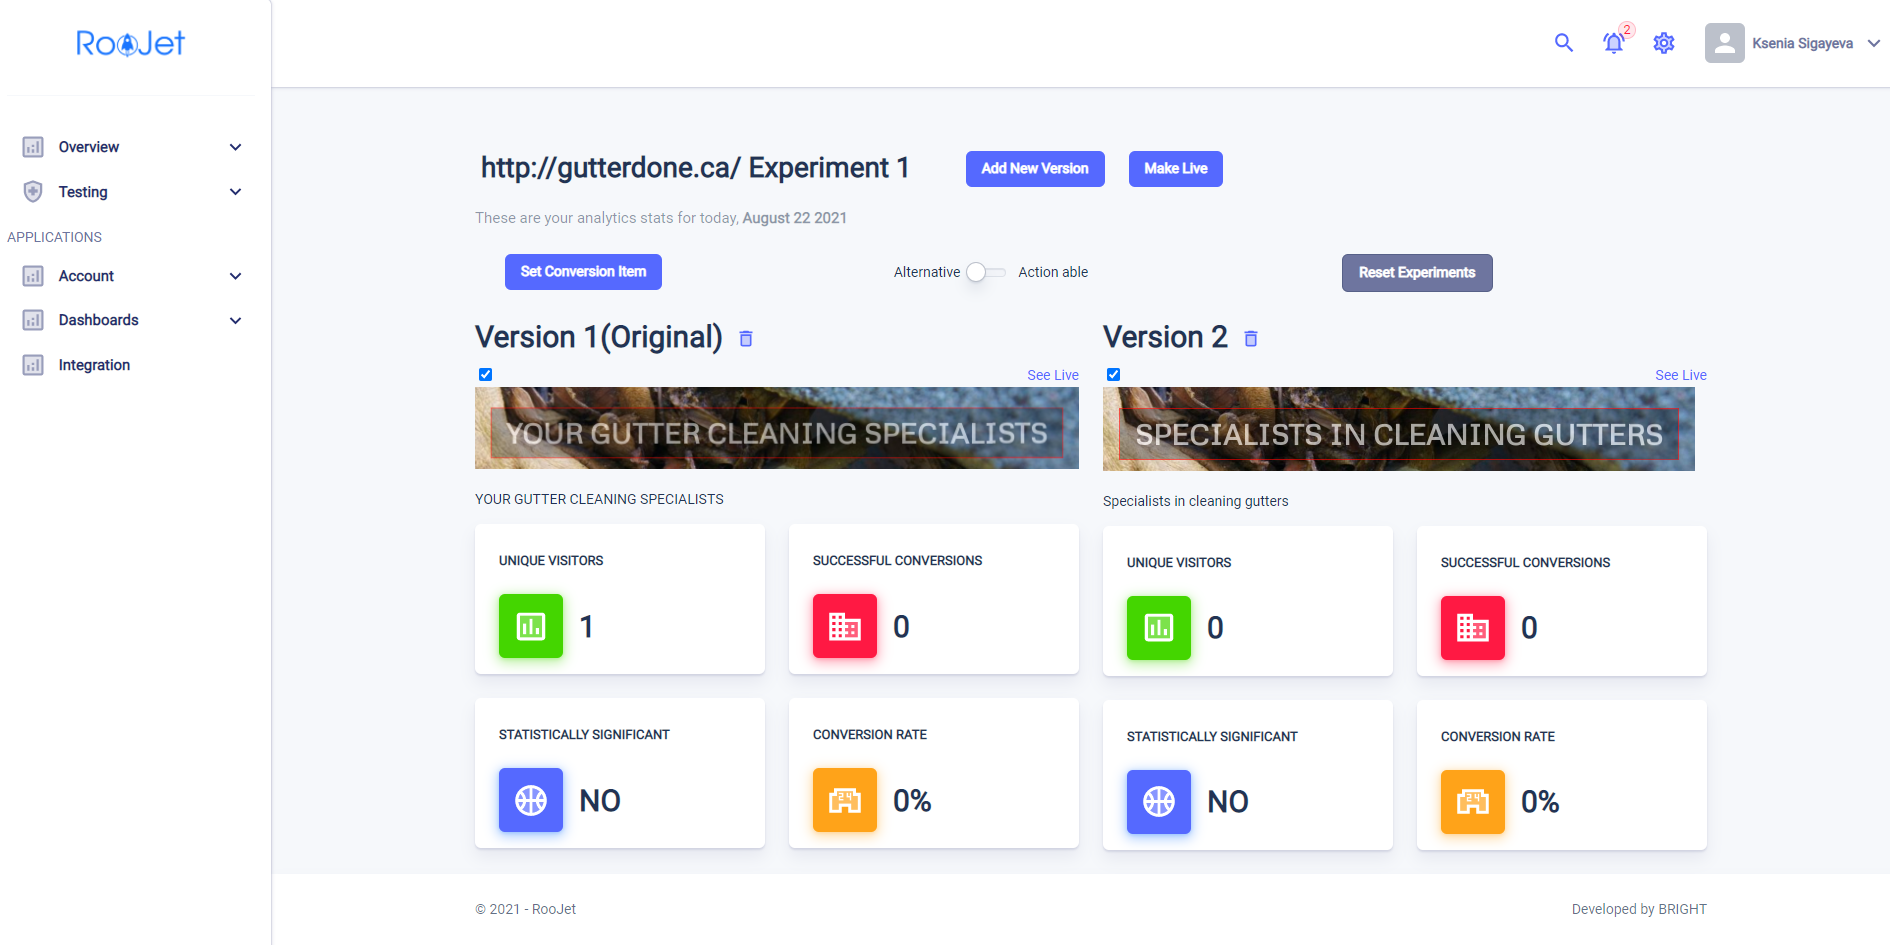 RooJet
2
Ksenia Sigayeva
Overview
Testing
APPLICATIONS
Account
Dashboards
Integration
http://gutterdone.ca/ Experiment 1
Add New Version
Make Live
These are your analytics stats for today, August 22 2021
Set Conversion Item
Alternative
Action able
Reset Experiments
Version 1(Original)
See Live
YOUR GUTTER CLEANING SPECIALISTS
YOUR GUTTER CLEANING SPECIALISTS
UNIQUE VISITORS
1
SUCCESSFUL CONVERSIONS
0
STATISTICALLY SIGNIFICANT
NO
CONVERSION RATE
24
0%
Version 2
See Live
SPECIALISTS IN CLEANING GUTTERS
Specialists in cleaning gutters
UNIQUE VISITORS
0
SUCCESSFUL CONVERSIONS
0
STATISTICALLY SIGNIFICANT
NO
CONVERSION RATE
24
0%
© 2021 - RooJet
Developed by BRIGHT